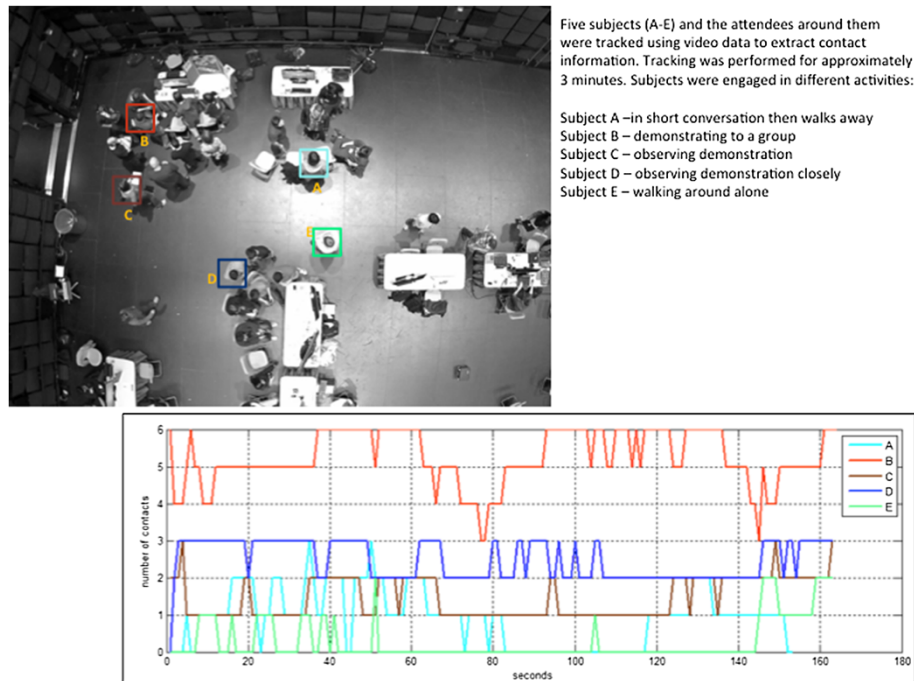 Five subjects (A-E) and the attendees around them
were tracked using video data to extract contact
information. Tracking was performed for approximately
3 minutes. Subjects were engaged in different activities:
Subject A –in short conversation then walks away
Subject B – demonstrating to a group
Subject C – observing demonstration
Subject D – observing demonstration closely
Subject E – walking around alone
B
A
C
E
D
6
5
4
3
2
1
0
number of contacts
A
B
C
D
E
0 20 40 60 80 100 120 140 160 180
seconds